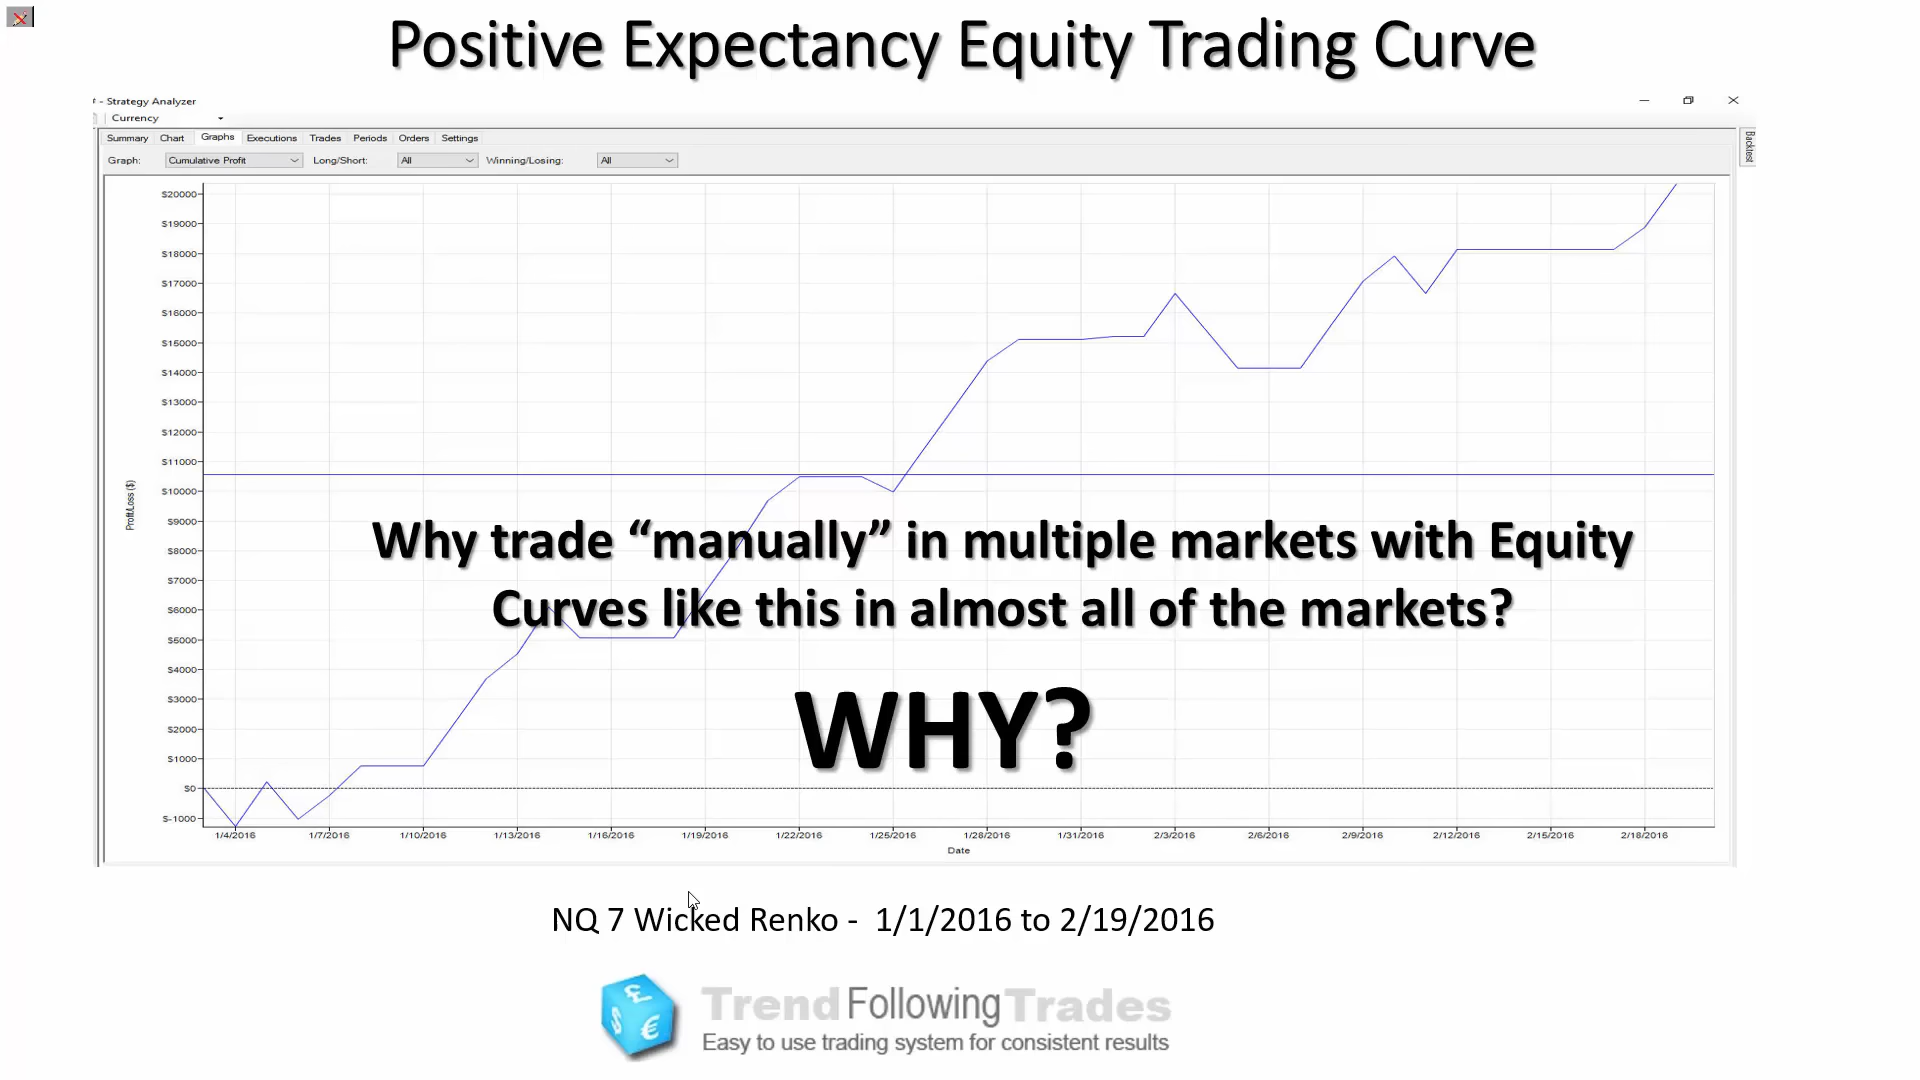 Positive Expectancy Equity Trading Curve
- Strategy Analyzer
Currency
Summary Chart Graphs Executions Trades Periods Orders Settings
Backtest
Graph: Cumulative Profit Long/Short: All Winning/Losing: All
$20000
$19000
$18000
$17000
$16000
$15000
$14000
$13000
$12000
$11000
$10000
$9000
$8000
$7000
$6000
$5000
$4000
$3000
$2000
$1000
$0
$-1000
Profit/Loss ($)
Why trade “manually” in multiple markets with Equity
Curves like this in almost all of the markets?
WHY?
1/4/2016 1/7/2016 1/10/2016 1/13/2016 1/16/2016 1/19/2016 1/22/2016 1/25/2016 1/28/2016 1/31/2016 2/3/2016 2/6/2016 2/9/2016 2/12/2016 2/15/2016 2/18/2016
Date
NQ 7 Wicked Renko - 1/1/2016 to 2/19/2016
£ $ €
Trend Following Trades
Easy to use trading system for consistent results